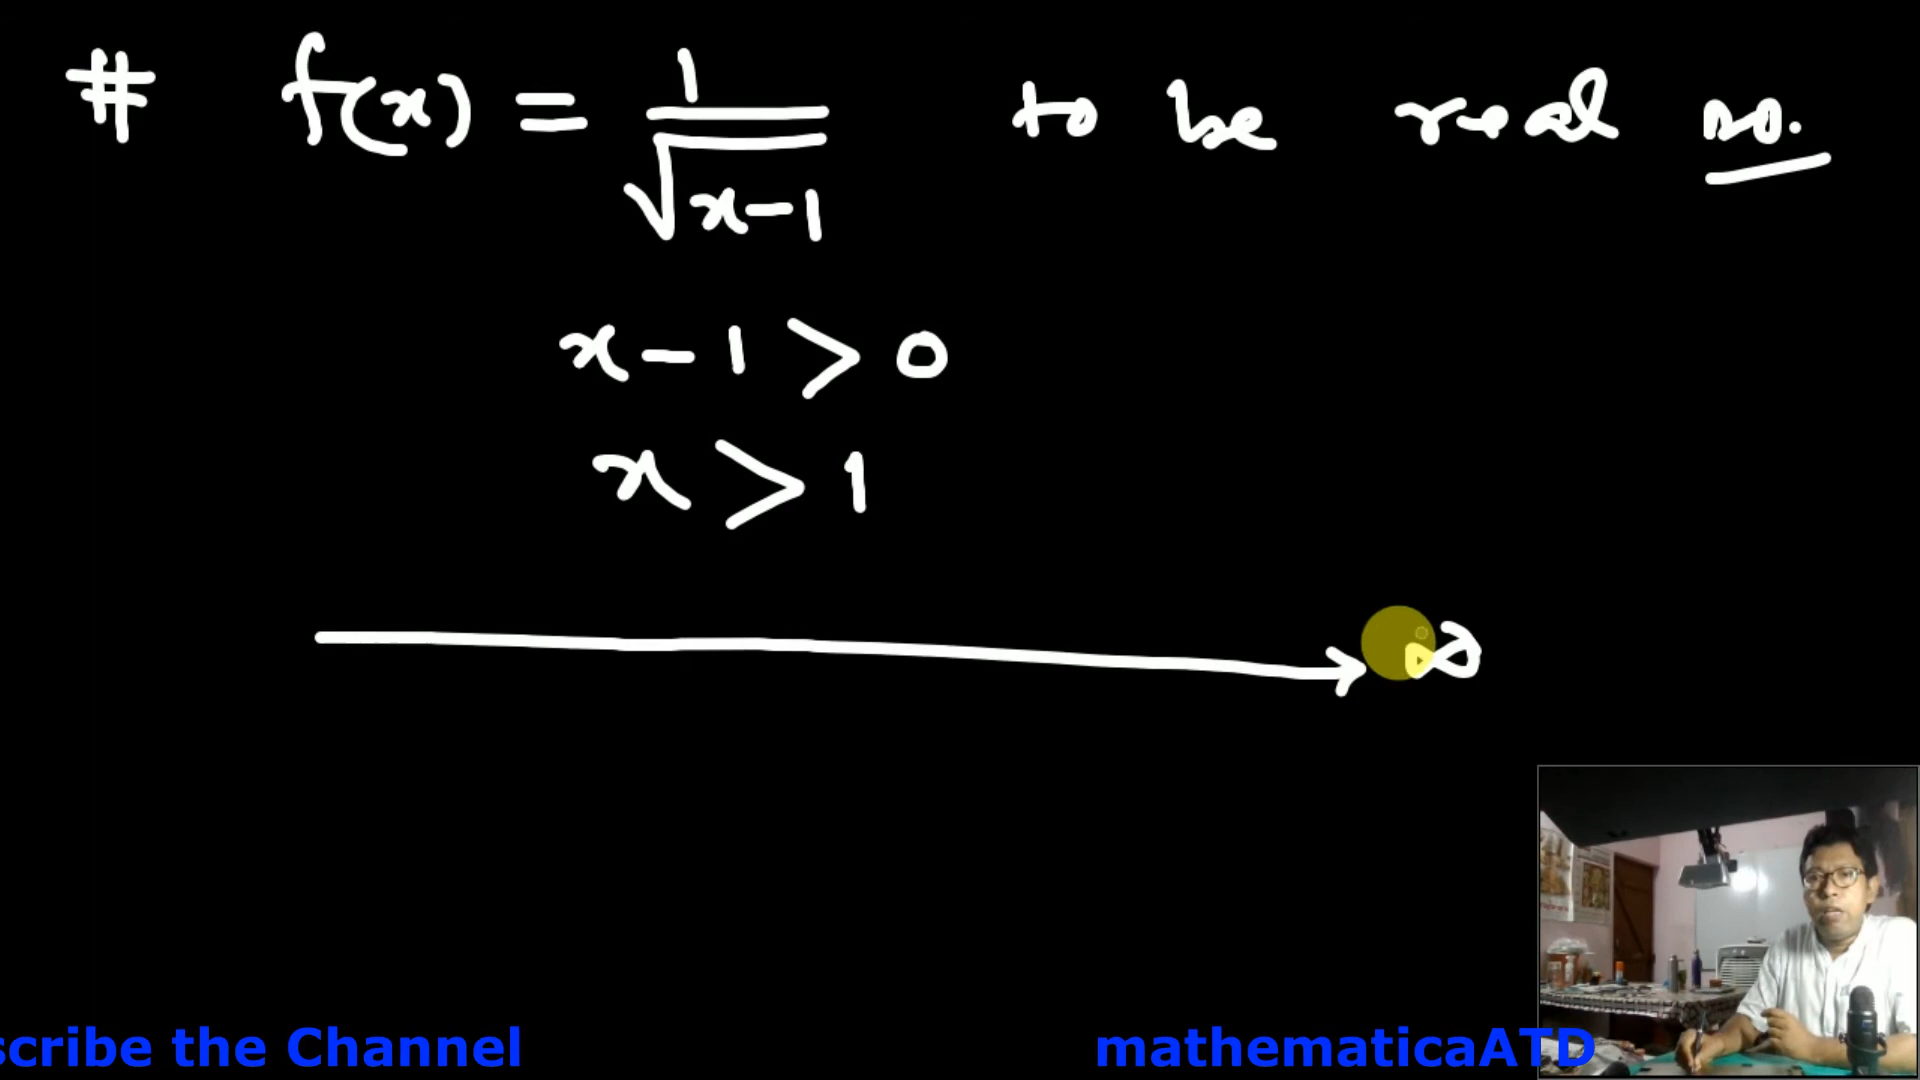 # f(x) = 1/√(x-1) to be real no.
x - 1 > 0
x > 1
∞
scribe the Channel mathematicaATD